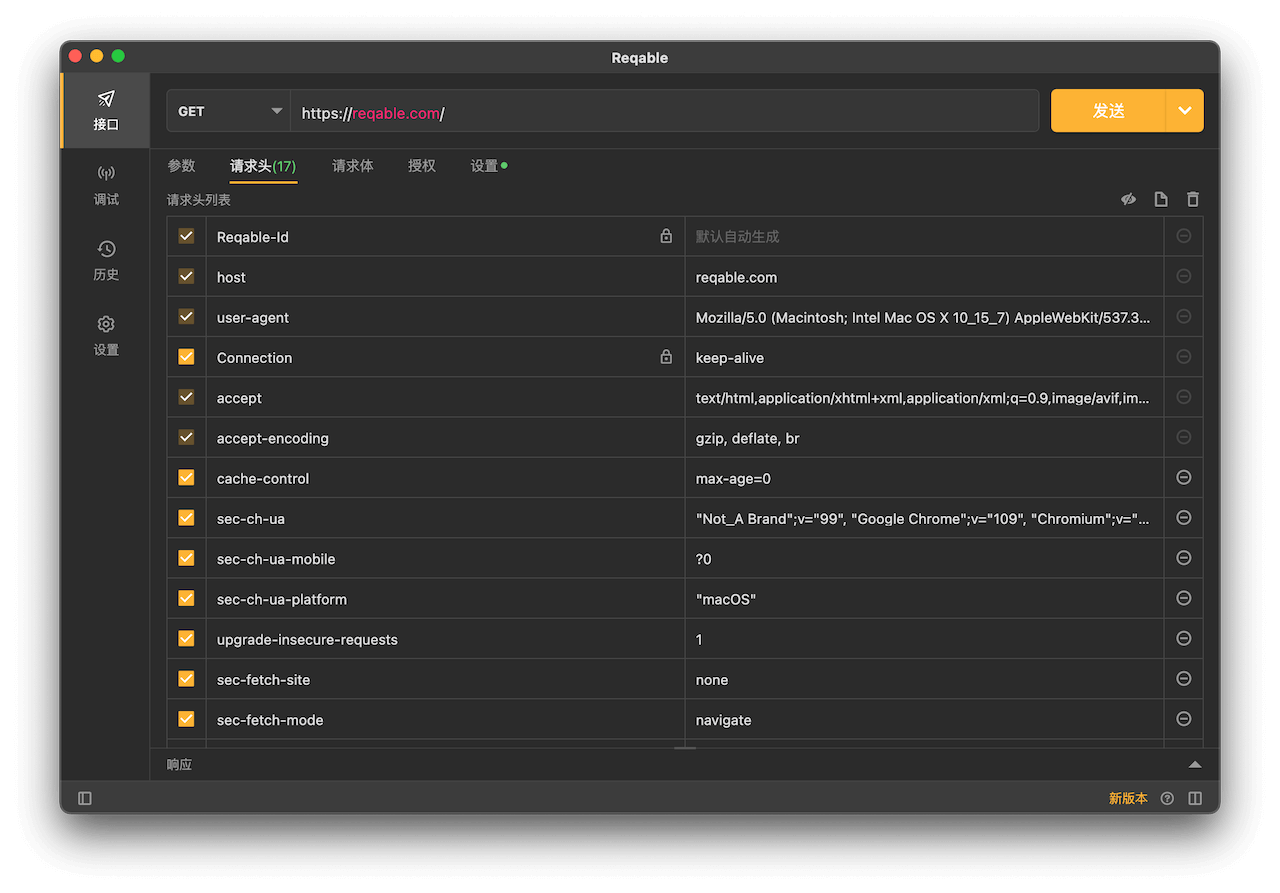 Reqable
接口
调试
历史
设置
GET
https://reqable.com/
发送
参数
请求头(17)
请求体
授权
设置
请求头列表
Reqable-Id
默认自动生成
host
reqable.com
user-agent
Mozilla/5.0 (Macintosh; Intel Mac OS X 10_15_7) AppleWebKit/537.3...
Connection
keep-alive
accept
text/html,application/xhtml+xml,application/xml;q=0.9,image/avif,im...
accept-encoding
gzip, deflate, br
cache-control
max-age=0
sec-ch-ua
"Not_A Brand";v="99", "Google Chrome";v="109", "Chromium";v="...
sec-ch-ua-mobile
?0
sec-ch-ua-platform
"macOS"
upgrade-insecure-requests
1
sec-fetch-site
none
sec-fetch-mode
navigate
响应
新版本